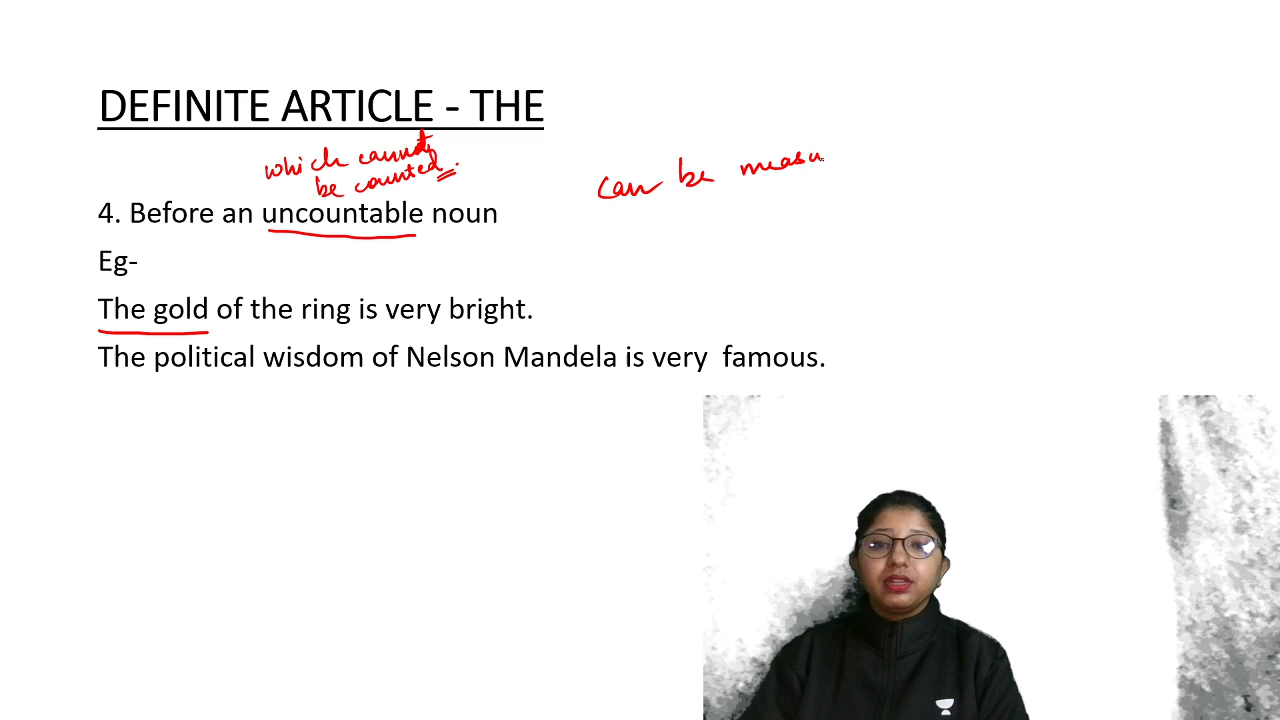 DEFINITE ARTICLE - THE
which cannot
be counted.
can be measu
4. Before an uncountable noun
Eg-
The gold of the ring is very bright.
The political wisdom of Nelson Mandela is very famous.